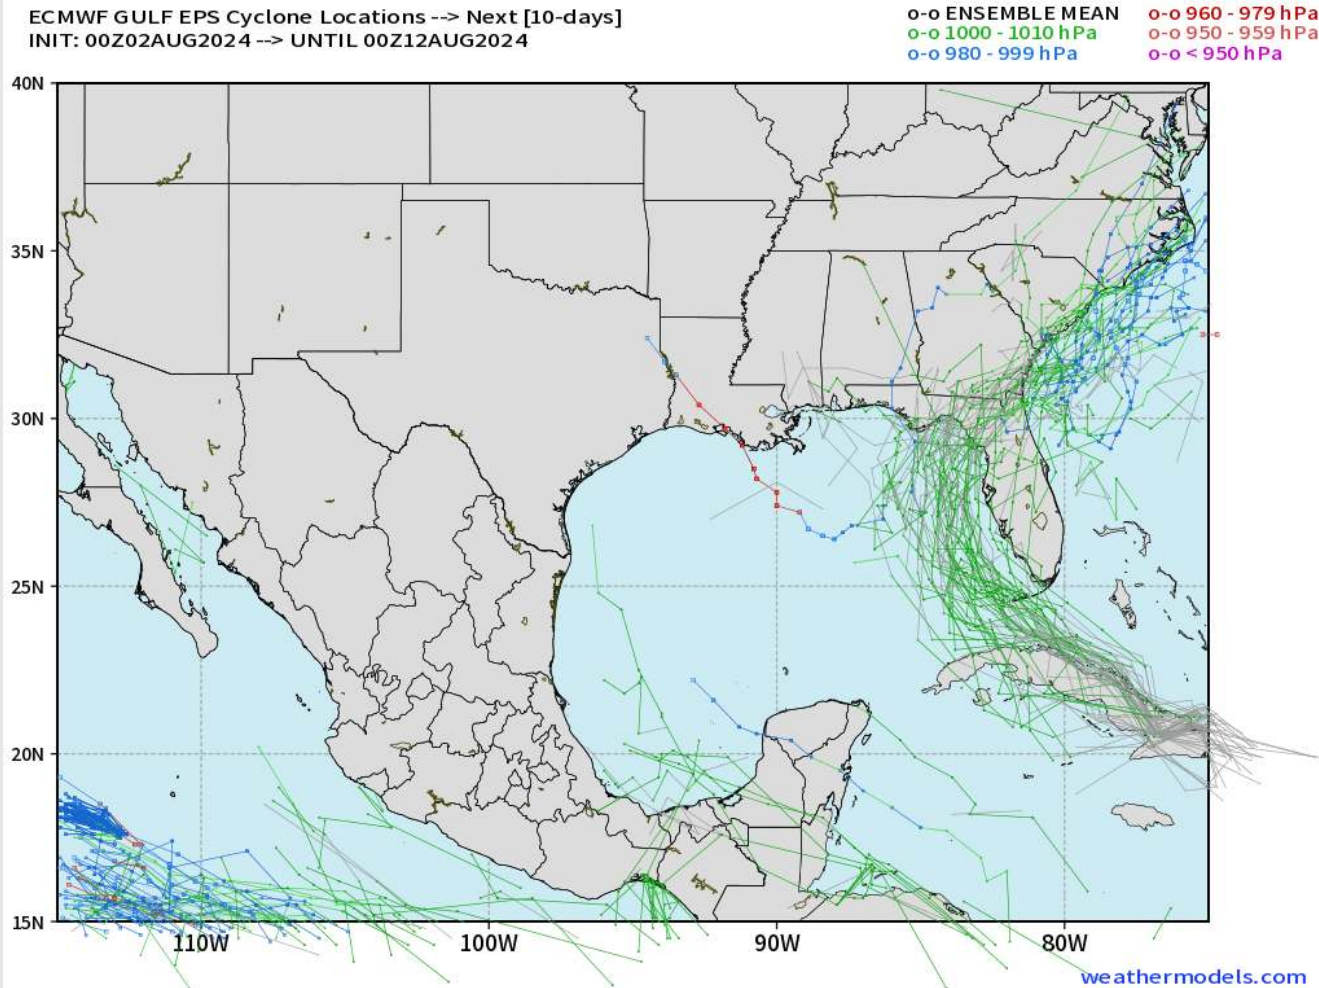 ECMWF GULF EPS Cyclone Locations --> Next [10-days]
INIT: 00Z02AUG2024 --> UNTIL 00Z12AUG2024
o-o ENSEMBLE MEAN
o-o 960 - 979 hPa
o-o 1000 - 1010 hPa
o-o 950 - 959 hPa
o-o 980 - 999 hPa
o-o < 950 hPa
40N
35N
30N
25N
20N
15N
110W
100W
90W
80W
weathermodels.com